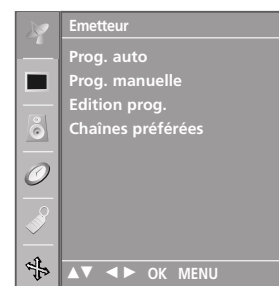 Emetteur
Prog. auto
Prog. manuelle
Edition prog.
Chaînes préférées
▲▼ ◄► OK MENU